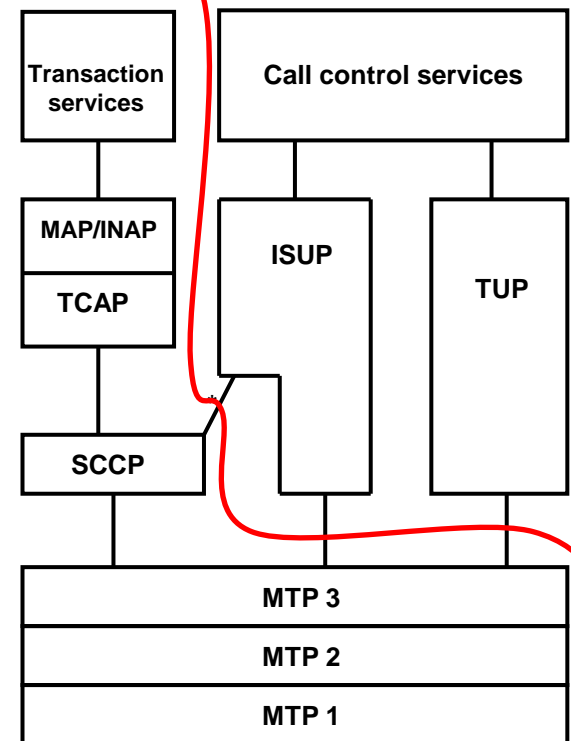 Transaction
services
Call control services
MAP/INAP
ISUP
TUP
TCAP
*
SCCP
MTP 3
MTP 2
MTP 1